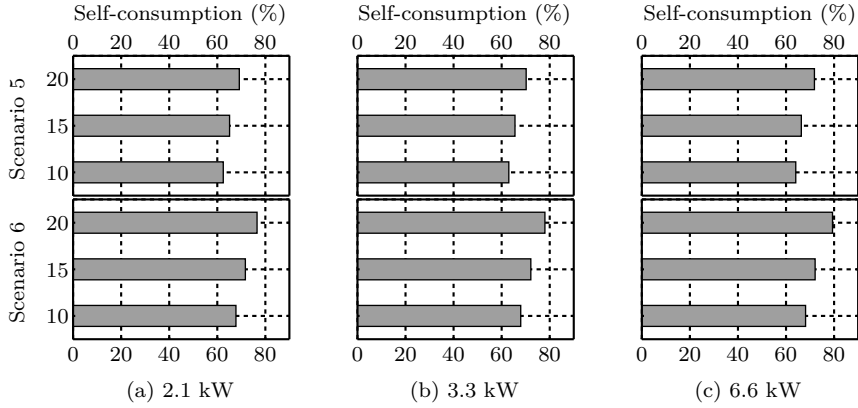 Self-consumption (%) Self-consumption (%) Self-consumption (%)
0 20 40 60 80 0 20 40 60 80 0 20 40 60 80
Scenario 5
20
15
10
Scenario 6
20
15
10
0 20 40 60 80 0 20 40 60 80 0 20 40 60 80
(a) 2.1 kW (b) 3.3 kW (c) 6.6 kW